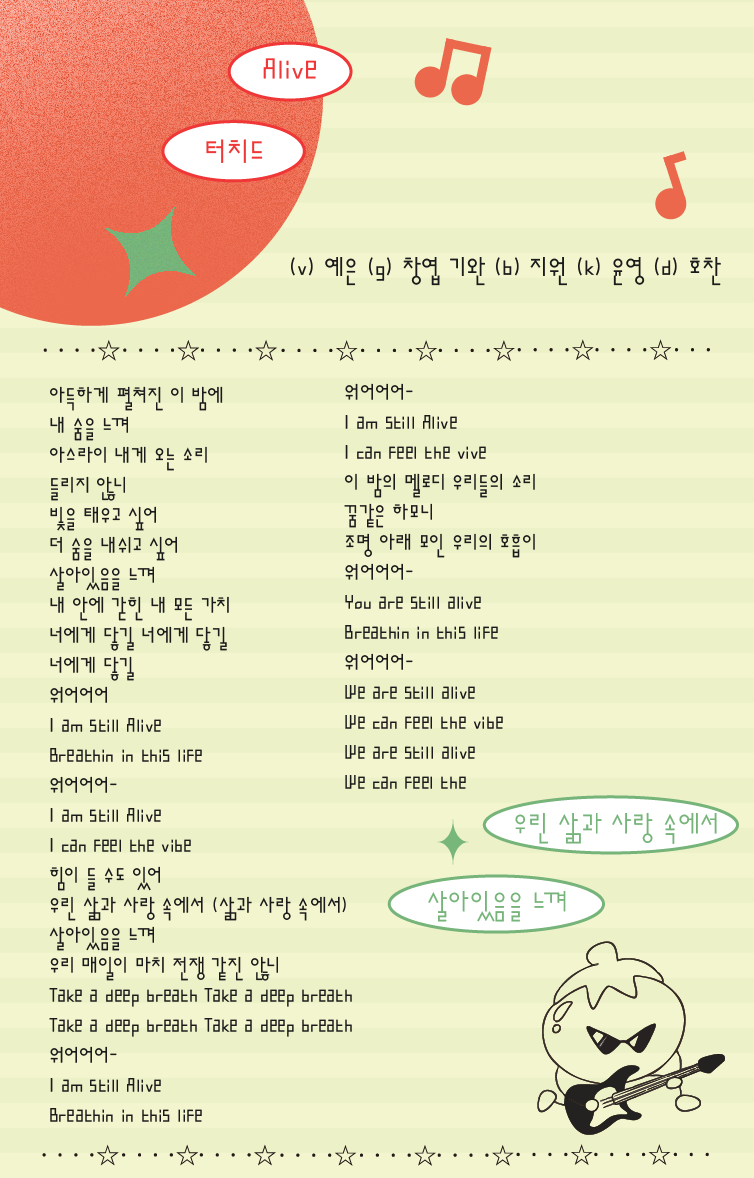 Alive
터치드
(v) 예은 (g) 창엽 기완 (b) 지원 (k) 윤영 (d) 호찬
아득하게 펼쳐진 이 밤에
내 숨을 느껴
아스라이 내게 오는 소리
들리지 않니
빛을 태우고 싶어
더 숨을 내쉬고 싶어
살아있음을 느껴
내 안에 갇힌 내 모든 가치
너에게 닿길 너에게 닿길
너에게 닿길
워어어어
I am Still Alive
Breathin in this life
워어어어-
I am Still Alive
I can Feel the vibe
힘이 들 수도 있어
우린 삶과 사랑 속에서 (삶과 사랑 속에서)
살아있음을 느껴
우리 매일이 마치 전쟁 같진 않니
Take a deep breath Take a deep breath
Take a deep breath Take a deep breath
워어어어-
I am Still Alive
Breathin in this life
워어어어-
I am Still Alive
I can Feel the vive
이 밤의 멜로디 우리들의 소리
꿈같은 하모니
조명 아래 모인 우리의 호흡이
워어어어-
You are Still alive
Breathin in this life
워어어어-
We are Still alive
We can Feel the vibe
We are Still alive
We can Feel the
우린 삶과 사랑 속에서
살아있음을 느껴